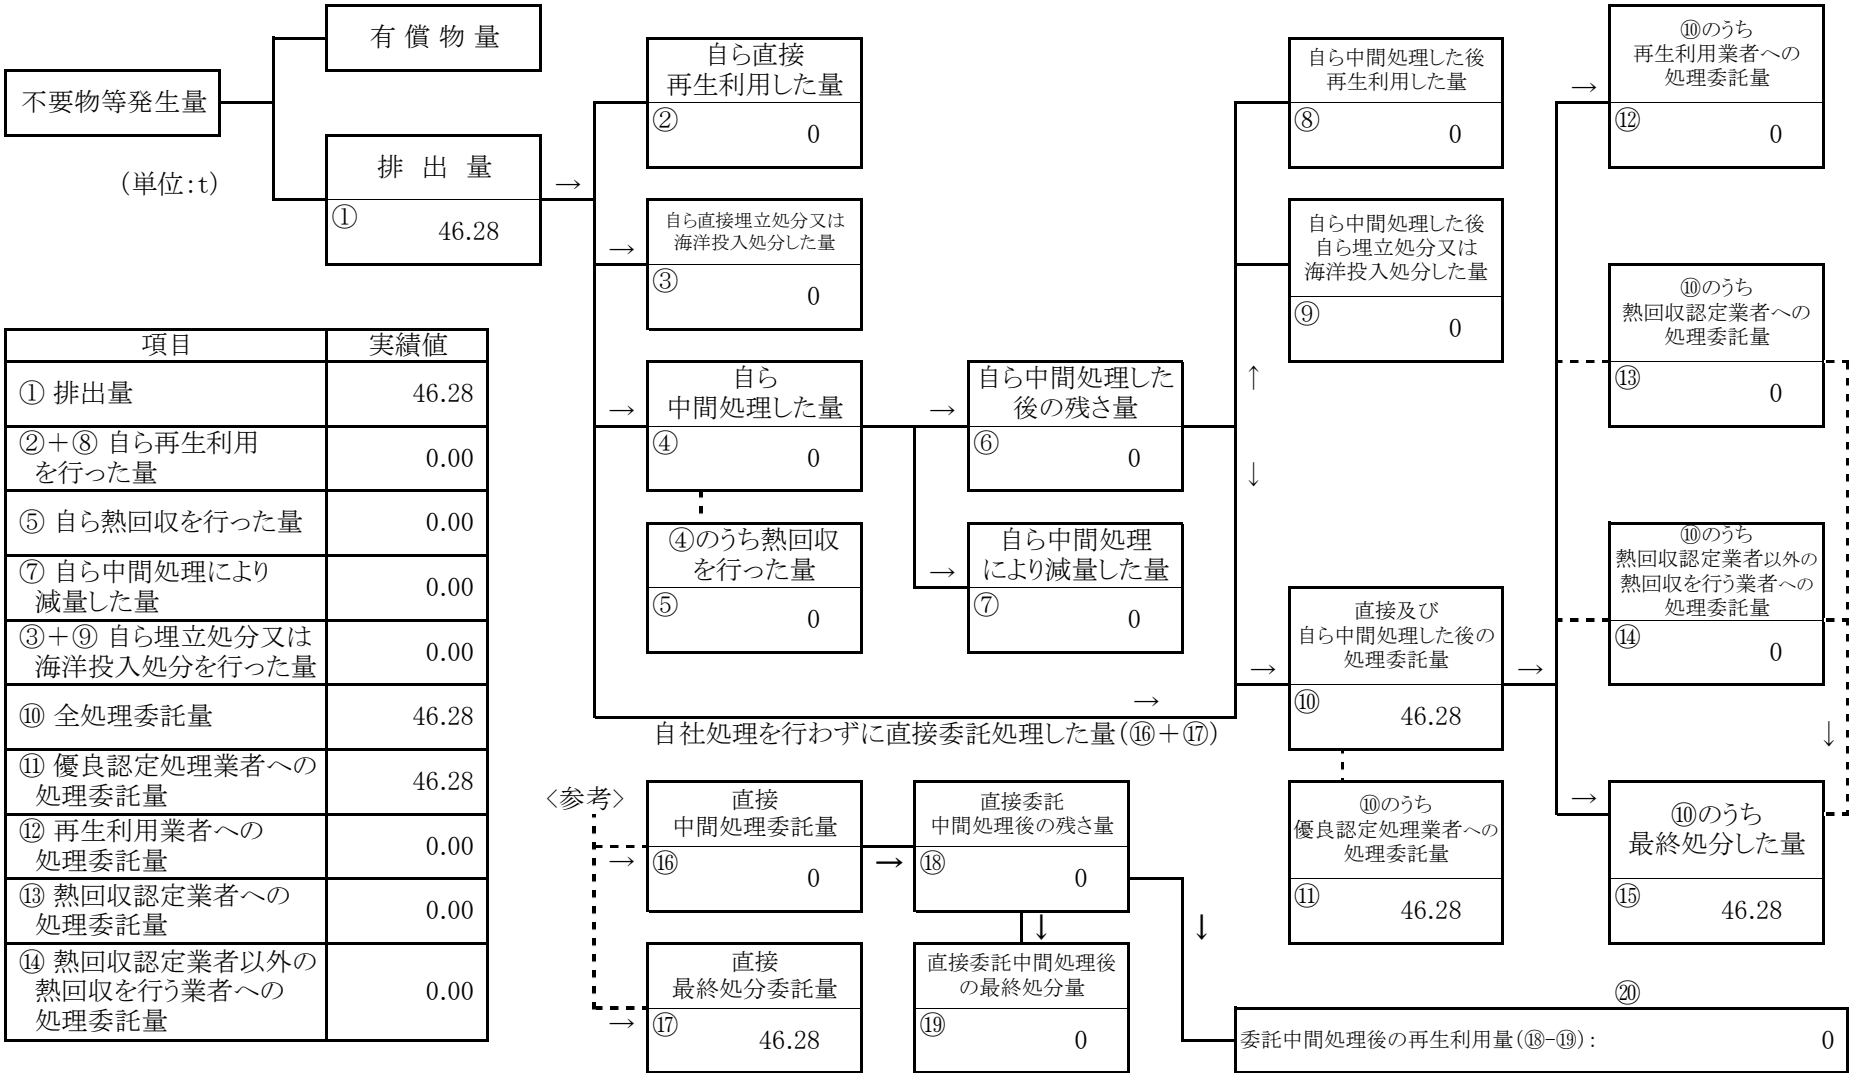 不要物等発生量
有 償 物 量
(単位:t)
排 出 量
①
46.28
→
自ら直接
再生利用した量
②
0
→
自ら直接埋立処分又は
海洋投入処分した量
③
0
→
自ら
中間処理した量
④
0
④のうち熱回収
を行った量
⑤
0
→
自ら中間処理した
後の残さ量
⑥
0
→
自ら中間処理
により減量した量
⑦
0
→
自社処理を行わずに直接委託処理した量(⑯+⑰)
自ら中間処理した後
再生利用した量
⑧
0
自ら中間処理した後
自ら埋立処分又は
海洋投入処分した量
⑨
0
↑
↓
→
直接及び
自ら中間処理した後の
処理委託量
⑩
46.28
⑩のうち
優良認定処理業者への
処理委託量
⑪
46.28
→
→
⑩のうち
再生利用業者への
処理委託量
⑫
0
⑩のうち
熱回収認定業者への
処理委託量
⑬
0
⑩のうち
熱回収認定業者以外の
熱回収を行う業者への
処理委託量
⑭
0
↓
→
⑩のうち
最終処分した量
⑮
46.28
項目 実績値
① 排出量 46.28
②+⑧ 自ら再生利用
を行った量 0.00
⑤ 自ら熱回収を行った量 0.00
⑦ 自ら中間処理により
減量した量 0.00
③+⑨ 自ら埋立処分又は
海洋投入処分を行った量 0.00
⑩ 全処理委託量 46.28
⑪ 優良認定処理業者への
処理委託量 46.28
⑫ 再生利用業者への
処理委託量 0.00
⑬ 熱回収認定業者への
処理委託量 0.00
⑭ 熱回収認定業者以外の
熱回収を行う業者への
処理委託量 0.00
<参考>
→
直接
中間処理委託量
⑯
0
→
直接
最終処分委託量
⑰
46.28
→
直接委託
中間処理後の残さ量
⑱
0
↓
直接委託中間処理後
の最終処分量
⑲
0
↓
⑳
委託中間処理後の再生利用量(⑱-⑲): 0